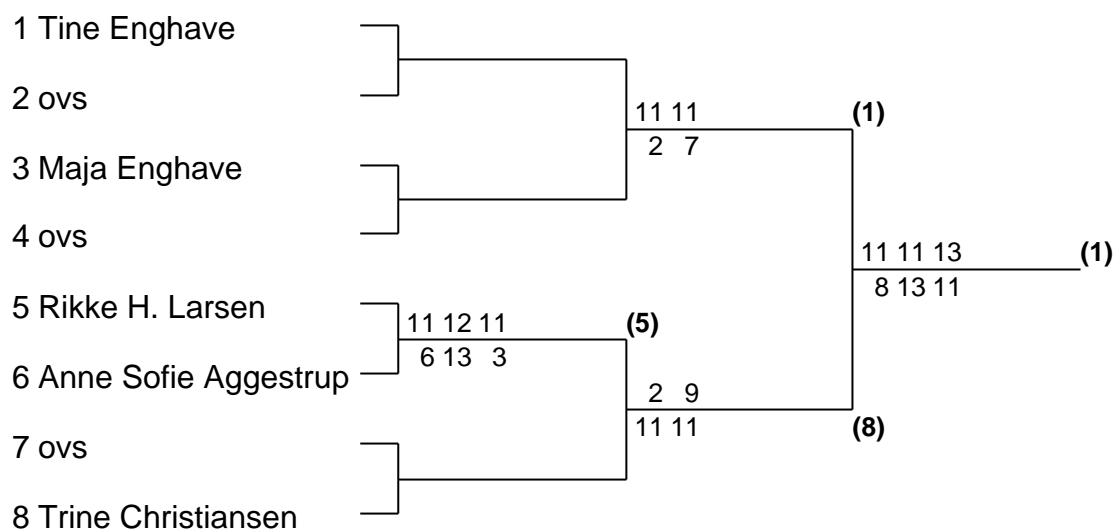 1 Tine Enghave
2 ovs
11 11 (1)
2 7
3 Maja Enghave
4 ovs
11 11 13 (1)
8 13 11
5 Rikke H. Larsen
11 12 11 (5)
6 13 3
6 Anne Sofie Aggestrup
2 9
11 11 (8)
7 ovs
8 Trine Christiansen